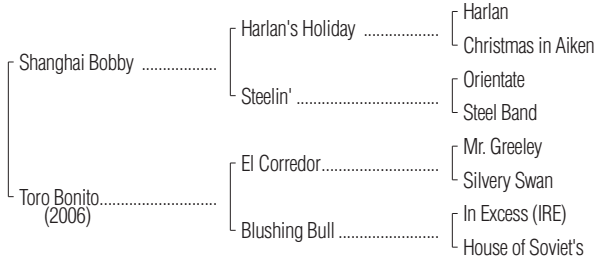 Harlan
Harlan's Holiday ..................
Christmas in Aiken
Shanghai Bobby ..................
Orientate
Steelin' ..................................
Steel Band
Mr. Greeley
El Corredor............................
Silvery Swan
Toro Bonito............................
(2006)
In Excess (IRE)
Blushing Bull ........................
House of Soviet's